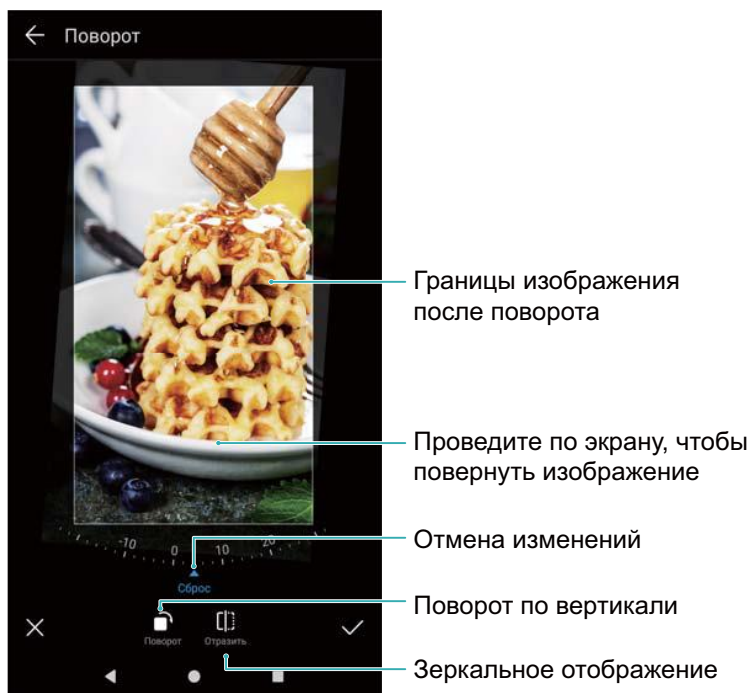 Поворот
Границы изображения
после поворота
Проведите по экрану, чтобы
повернуть изображение
-10 0 10 20
Отмена изменений
Сброс
Поворот по вертикали
Поворот Отразить
Зеркальное отображение